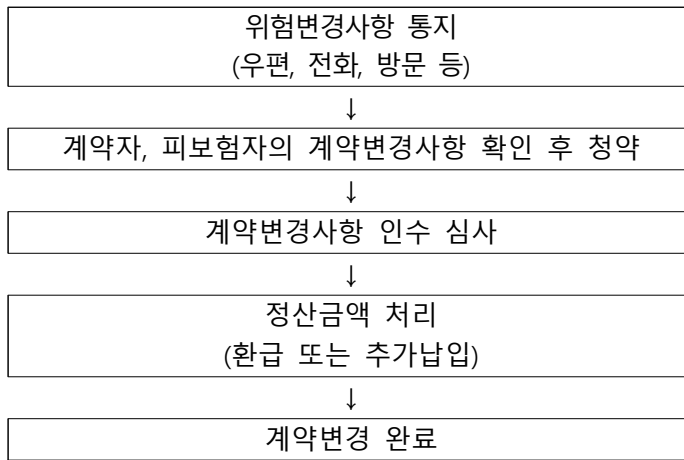 위험변경사항 통지
(우편, 전화, 방문 등)
↓
계약자, 피보험자의 계약변경사항 확인 후 청약
↓
계약변경사항 인수 심사
↓
정산금액 처리
(환급 또는 추가납입)
↓
계약변경 완료